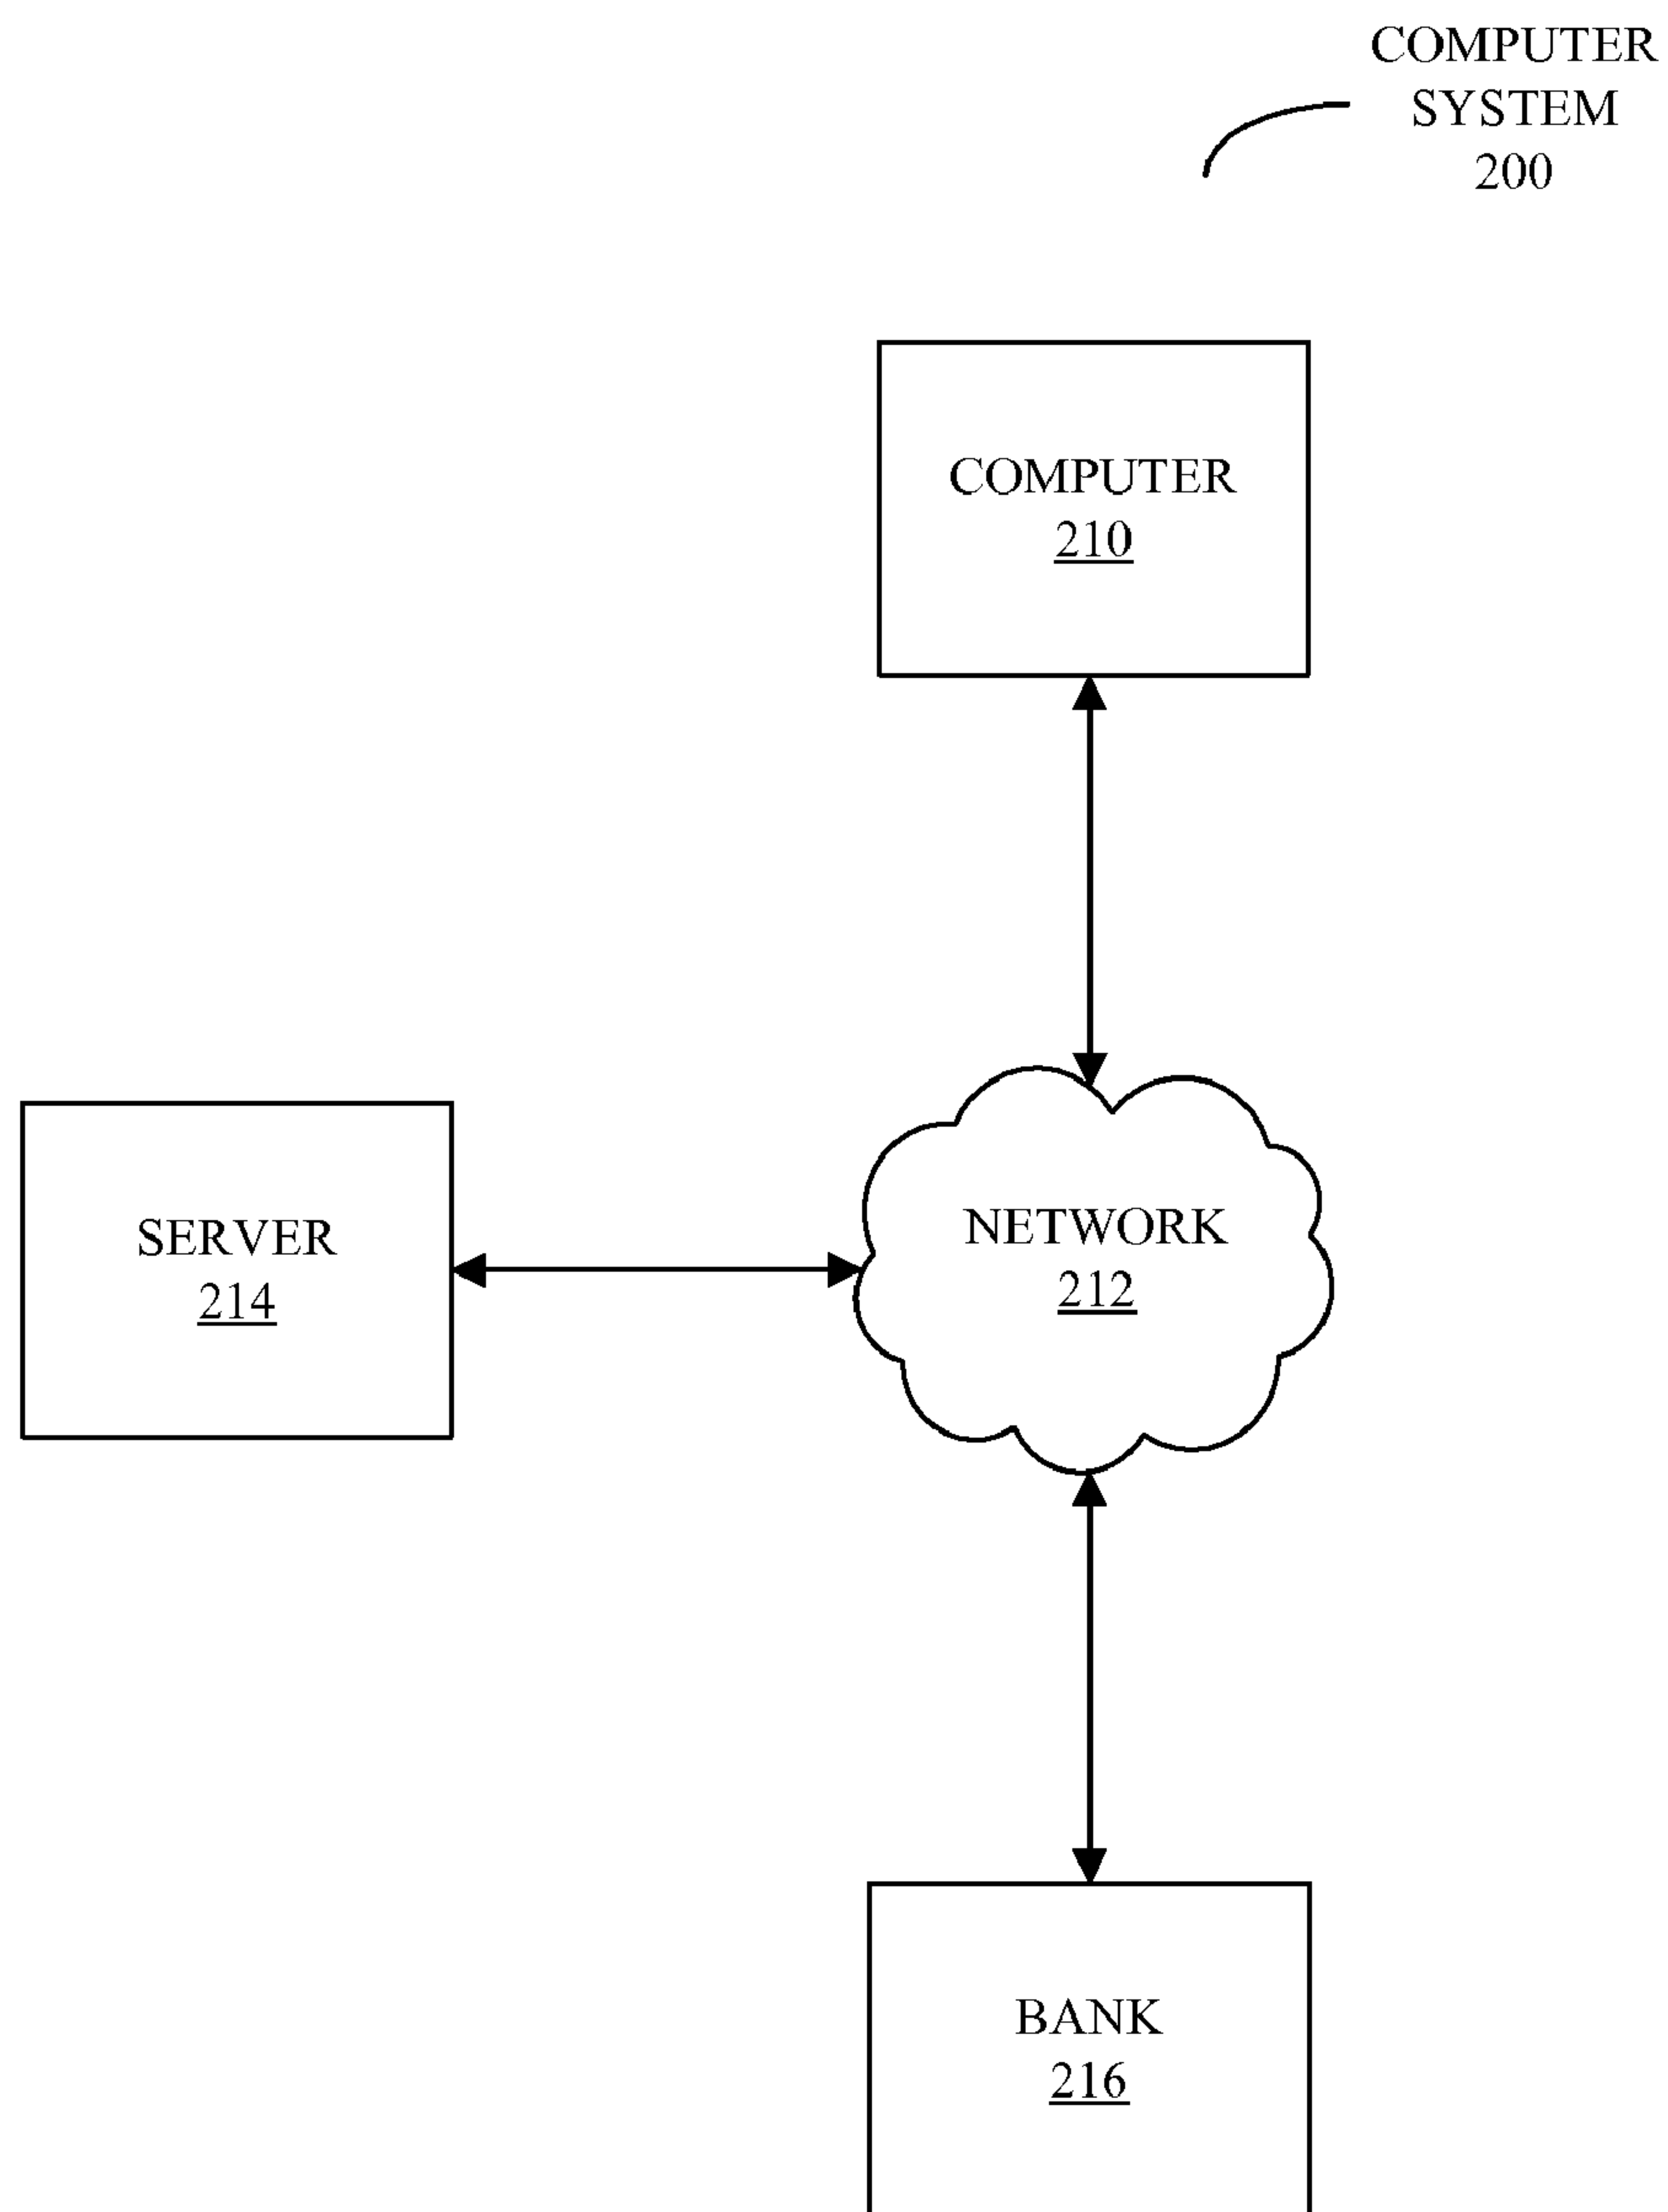 COMPUTER
SYSTEM
200
COMPUTER
210
NETWORK
212
SERVER
214
BANK
216